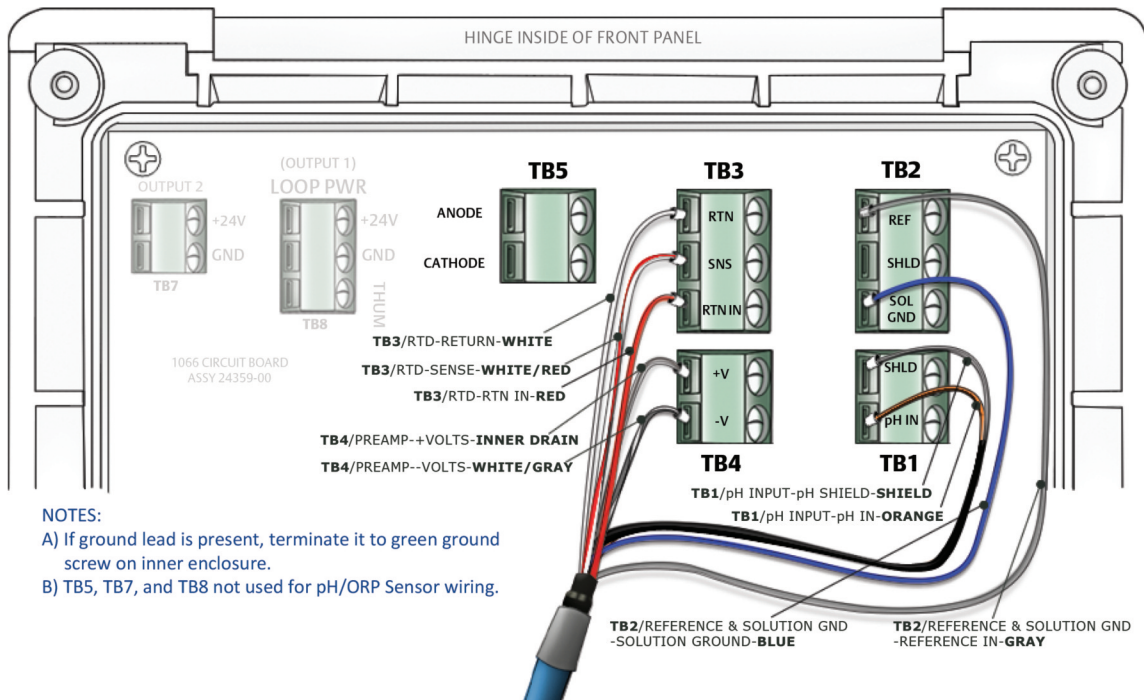 HINGE INSIDE OF FRONT PANEL
OUTPUT 2
+24V
GND
TB7
(OUTPUT 1)
LOOP PWR
+24V
GND
THUM
TB8
1066 CIRCUIT BOARD
ASSY 24359-00
TB5
ANODE
CATHODE
TB3
RTN
SNS
RTN IN
TB2
REF
SHLD
SOL
GND
TB3/RTD-RETURN-WHITE
TB3/RTD-SENSE-WHITE/RED
TB3/RTD-RTN IN-RED
TB4/PREAMP-+VOLTS-INNER DRAIN
TB4/PREAMP--VOLTS-WHITE/GRAY
+V
-V
TB4
SHLD
pH IN
TB1
TB1/pH INPUT-pH SHIELD-SHIELD
TB1/pH INPUT-pH IN-ORANGE
NOTES:
A) If ground lead is present, terminate it to green ground
screw on inner enclosure.
B) TB5, TB7, and TB8 not used for pH/ORP Sensor wiring.
TB2/REFERENCE & SOLUTION GND
-SOLUTION GROUND-BLUE
TB2/REFERENCE & SOLUTION GND
-REFERENCE IN-GRAY